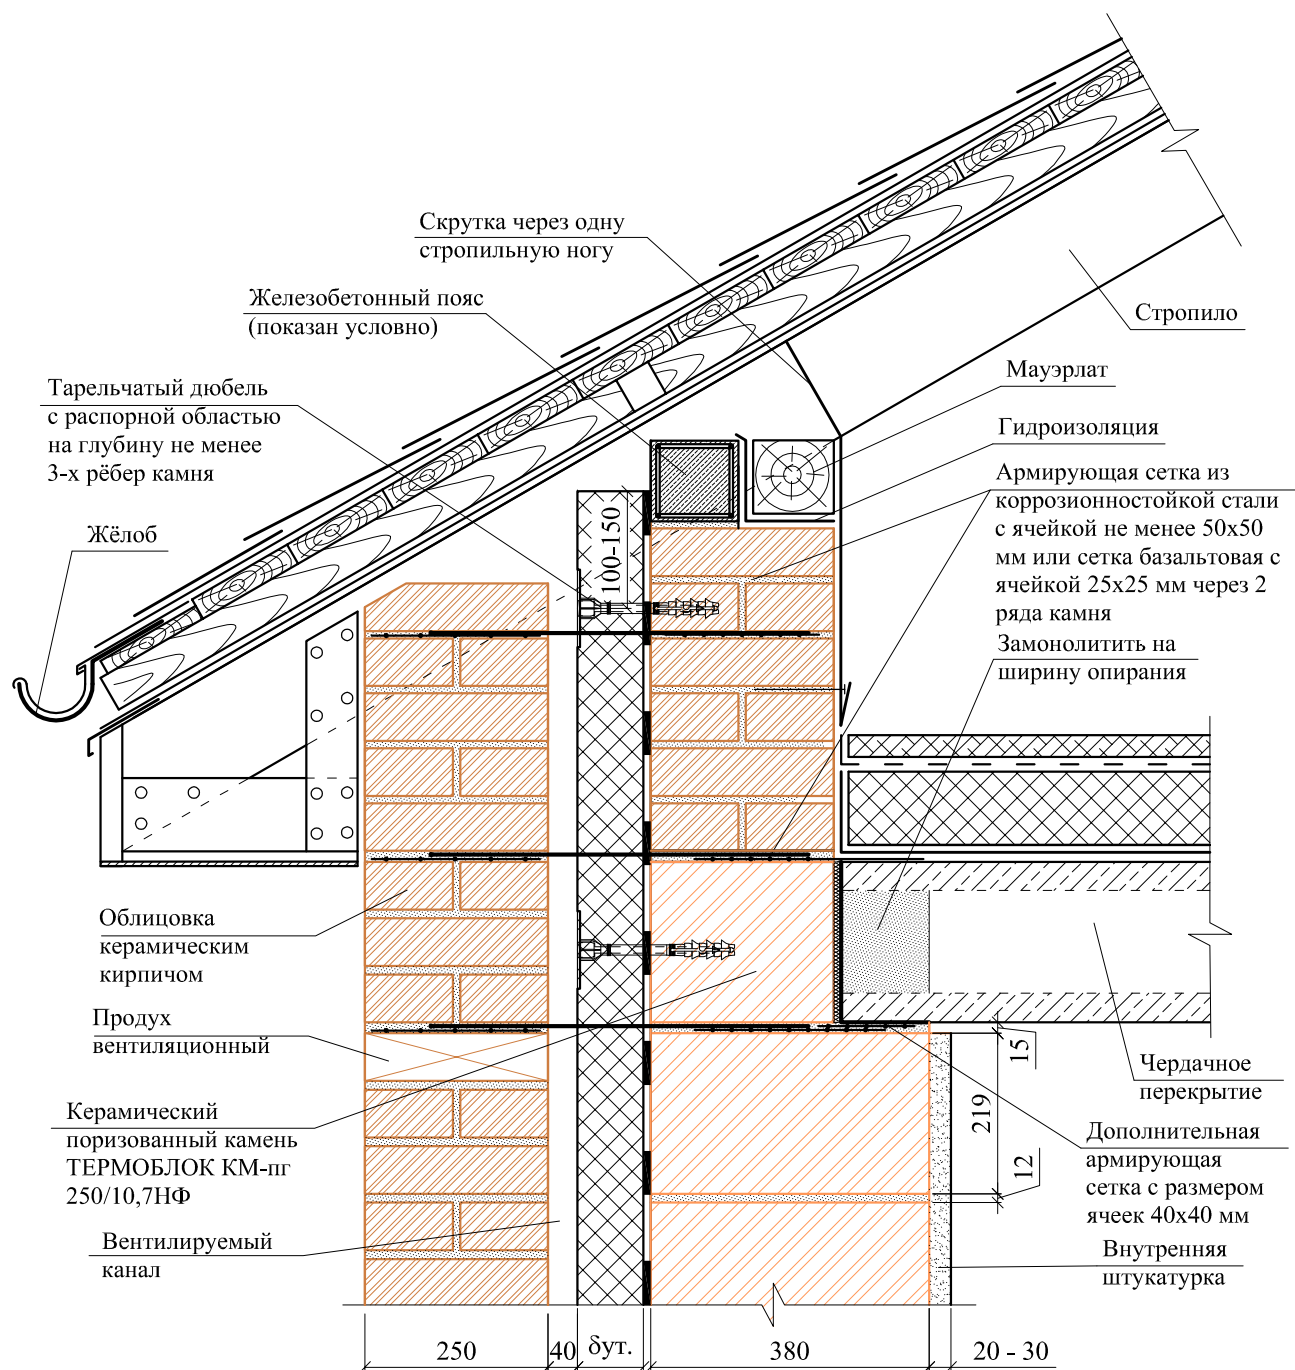 Скрутка через одну
стропильную ногу
Железобетонный пояс
(показан условно)
Стропило
Мауэрлат
Тарельчатый дюбель
с распорной областью
на глубину не менее
3-х рёбер камня
Гидроизоляция
Армирующая сетка из
коррозионностойкой стали
с ячейкой не менее 50х50
мм или сетка базальтовая с
ячейкой 25х25 мм через 2
ряда камня
Жёлоб
100-150
Замонолитить на
ширину опирания
Облицовка
керамическим
кирпичом
Продух
вентиляционный
15
Чердачное
перекрытие
219
Керамический
поризованный камень
ТЕРМОБЛОК КМ-пг
250/10,7НФ
Дополнительная
армирующая
сетка с размером
ячеек 40х40 мм
12
Вентилируемый
канал
Внутренняя
штукатурка
250
40
δут.
380
20 - 30